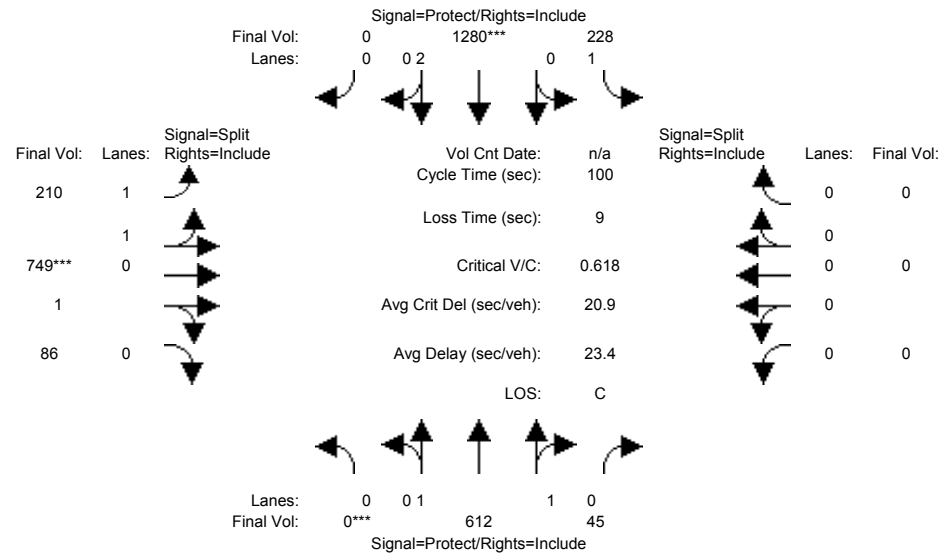 Signal=Protect/Rights=Include
Final Vol: 0 1280*** 228
Lanes: 0 0 2 0 1
Signal=Split
Final Vol: Lanes: Rights=Include
Vol Cnt Date: n/a
Signal=Split
Rights=Include Lanes: Final Vol:
Cycle Time (sec): 100
210 1 0 0
Loss Time (sec): 9
1 0
749*** 0 Critical V/C: 0.618 0 0
1 Avg Crit Del (sec/veh): 20.9 0
86 0 Avg Delay (sec/veh): 23.4 0 0
LOS: C
Lanes: 0 0 1 1 0
Final Vol: 0*** 612 45
Signal=Protect/Rights=Include